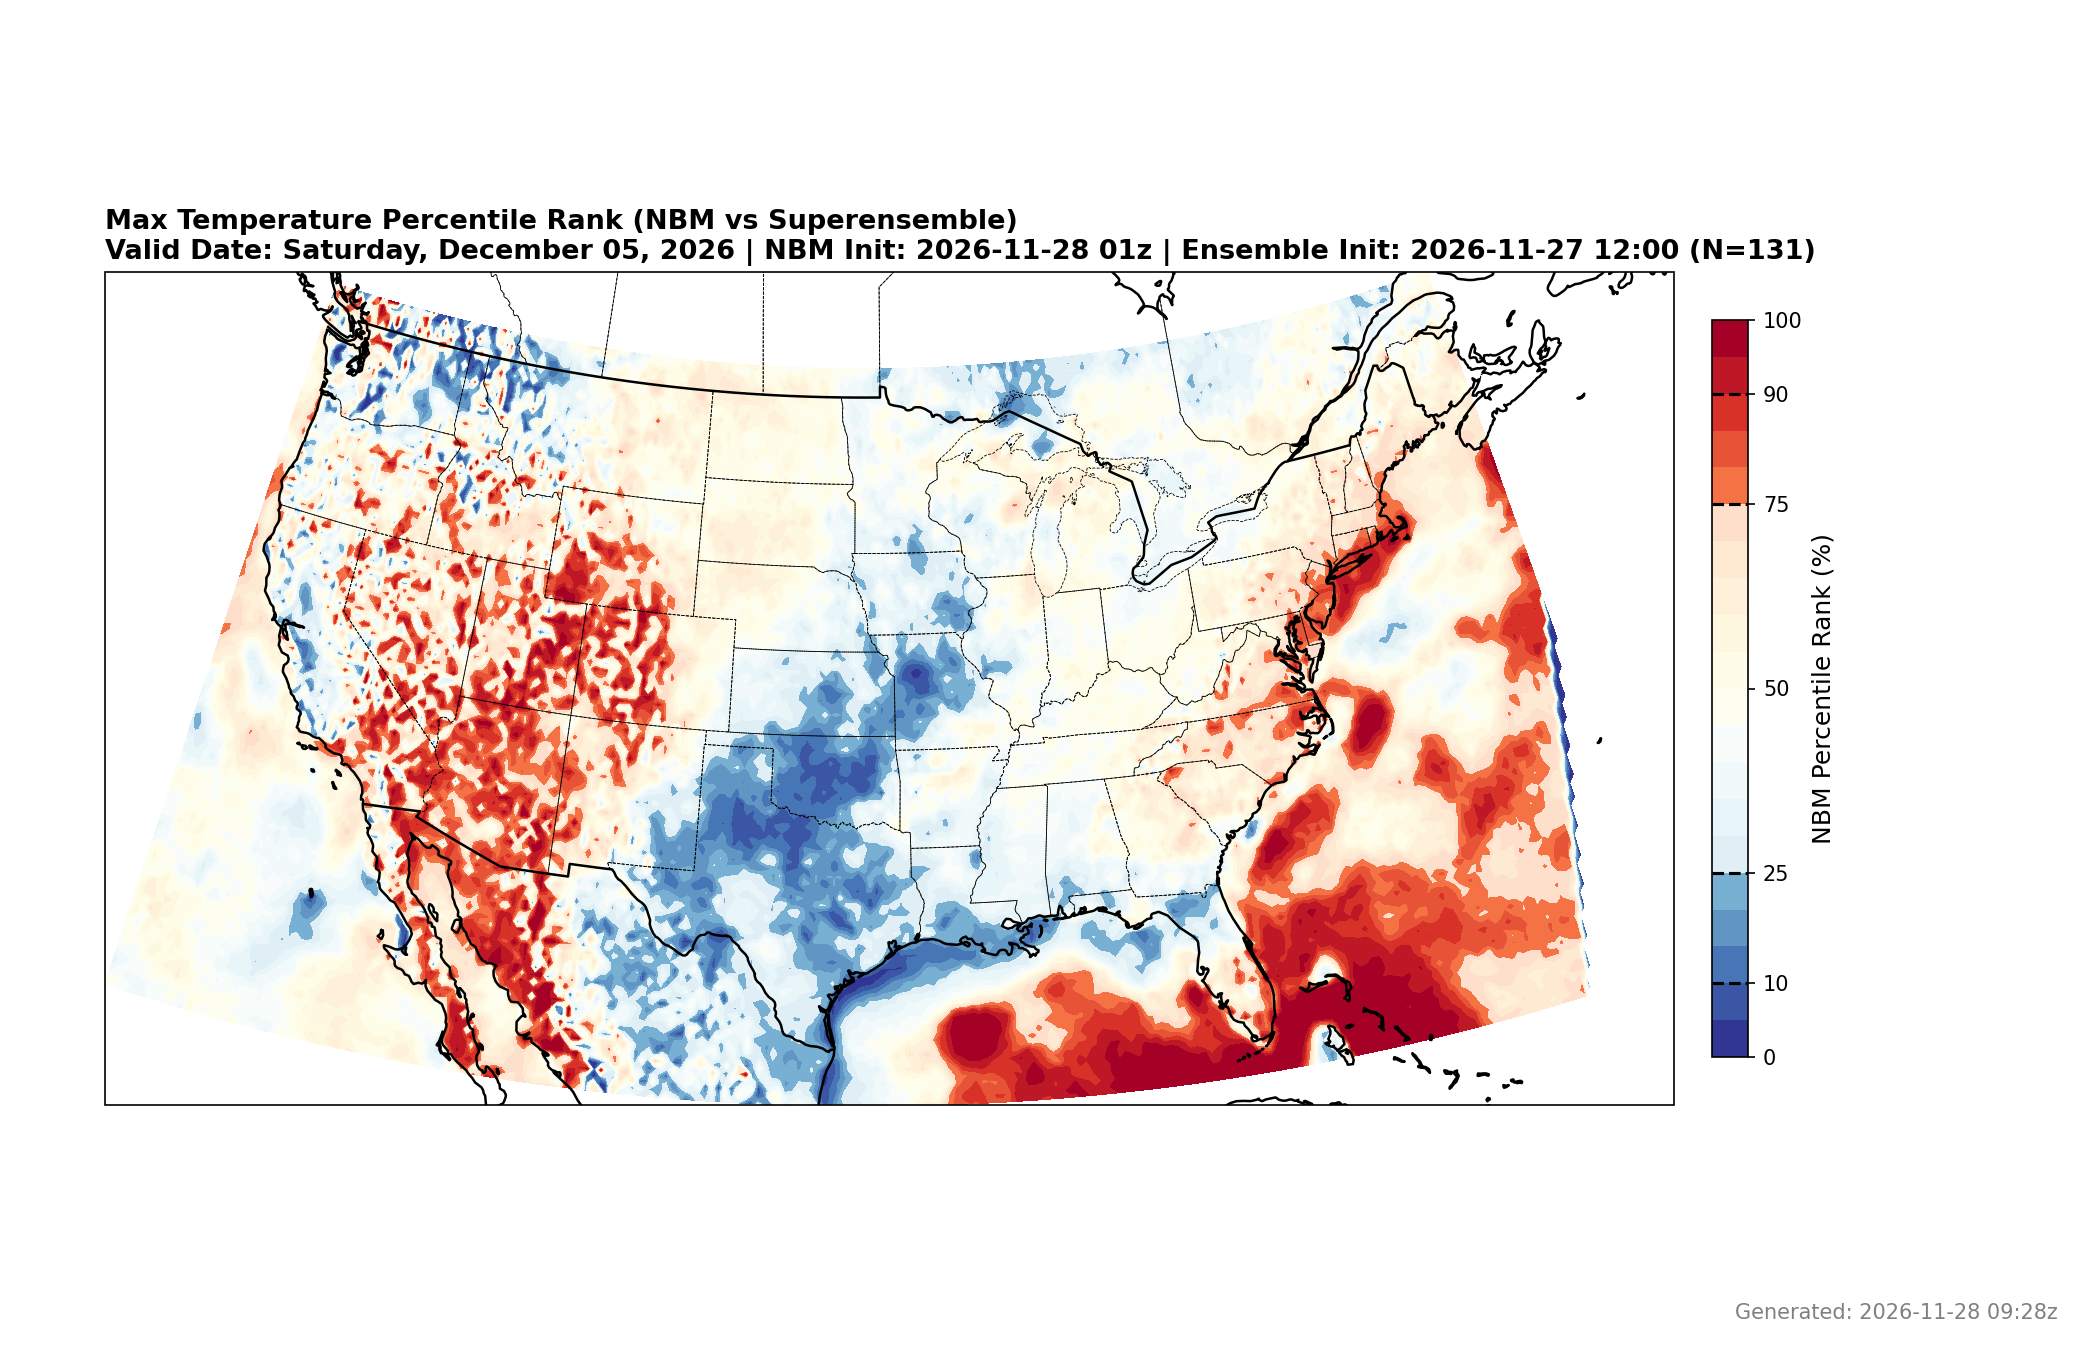 Max Temperature Percentile Rank (NBM vs Superensemble)
Valid Date: Saturday, December 05, 2026 | NBM Init: 2026-11-28 01z | Ensemble Init: 2026-11-27 12:00 (N=131)
100
90
75
50
25
10
0
NBM Percentile Rank (%)
Generated: 2026-11-28 09:28z